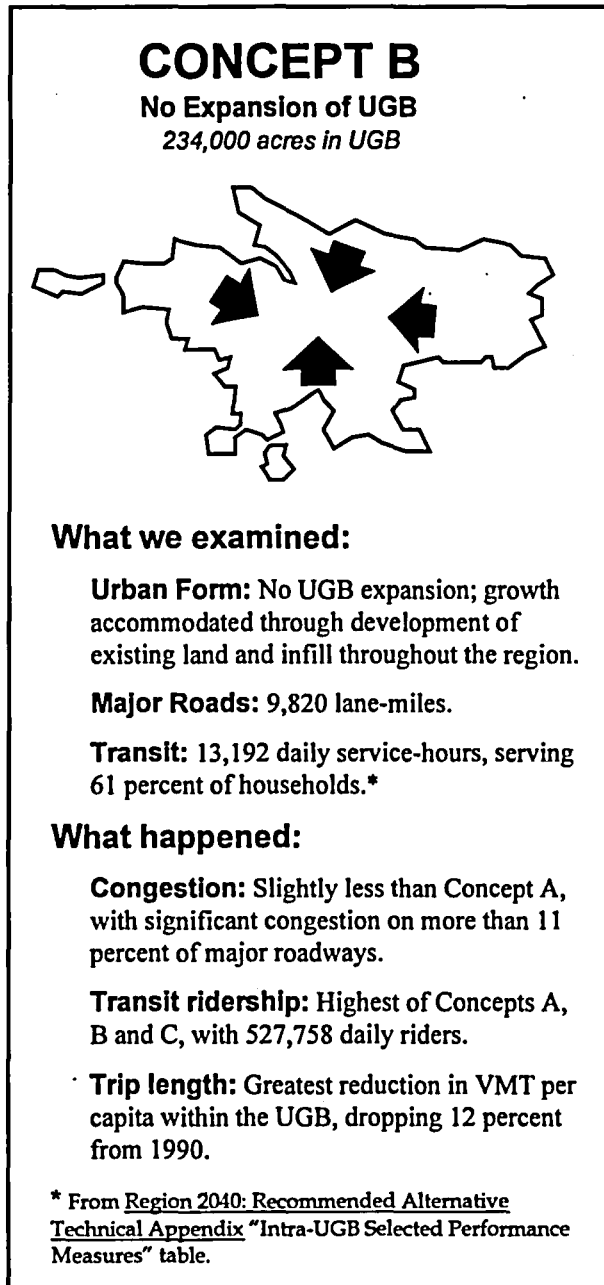 CONCEPT B
No Expansion of UGB
234,000 acres in UGB
What we examined:
Urban Form: No UGB expansion; growth
accommodated through development of
existing land and infill throughout the region.
Major Roads: 9,820 lane-miles.
Transit: 13,192 daily service-hours, serving
61 percent of households.*
What happened:
Congestion: Slightly less than Concept A,
with significant congestion on more than 11
percent of major roadways.
Transit ridership: Highest of Concepts A,
B and C, with 527,758 daily riders.
Trip length: Greatest reduction in VMT per
capita within the UGB, dropping 12 percent
from 1990.
* From Region 2040: Recommended Alternative
Technical Appendix "Intra-UGB Selected Performance
Measures" table.